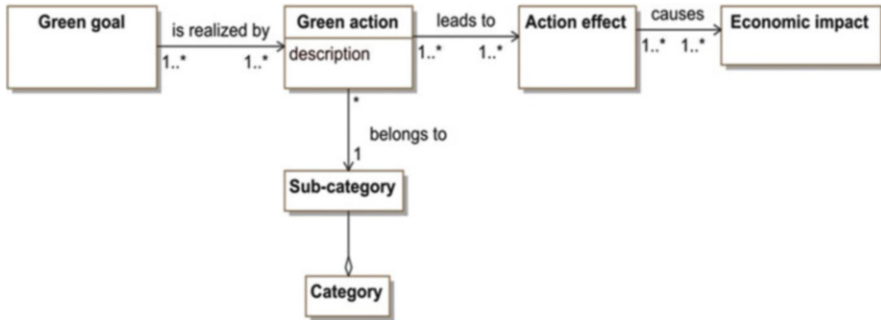 Green goal
is realized by
1..*
1..*
Green action
description
leads to
1..*
1..*
Action effect
causes
1..*
1..*
Economic impact
*
belongs to
1
Sub-category
Category